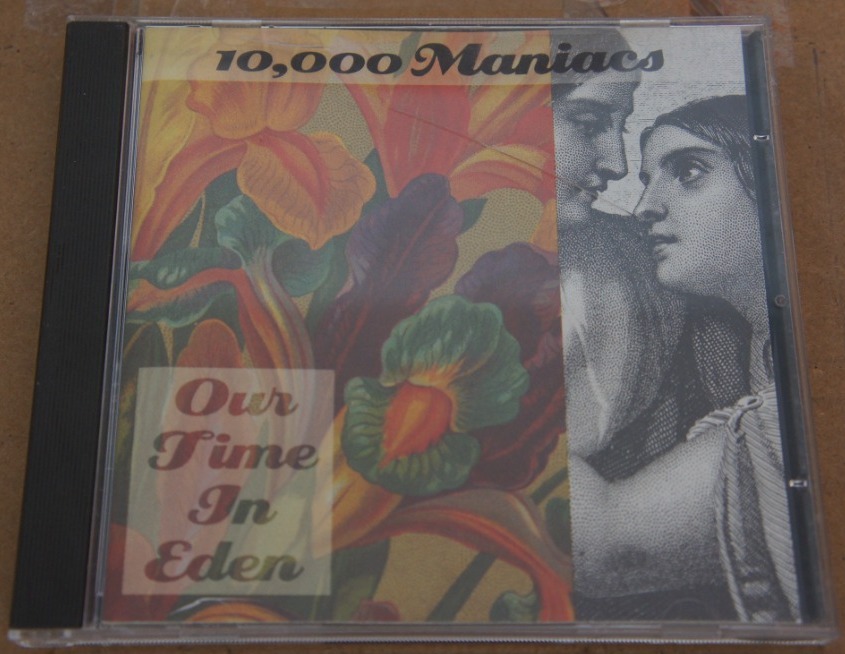 10,000 Maniacs
Our
Time
In
Eden